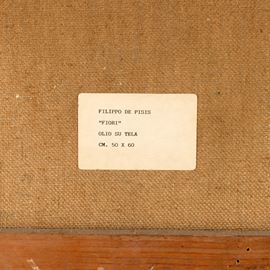 FILIPPO DE PISIS
"FIORI"
OLIO SU TELA
CM. 50 X 60